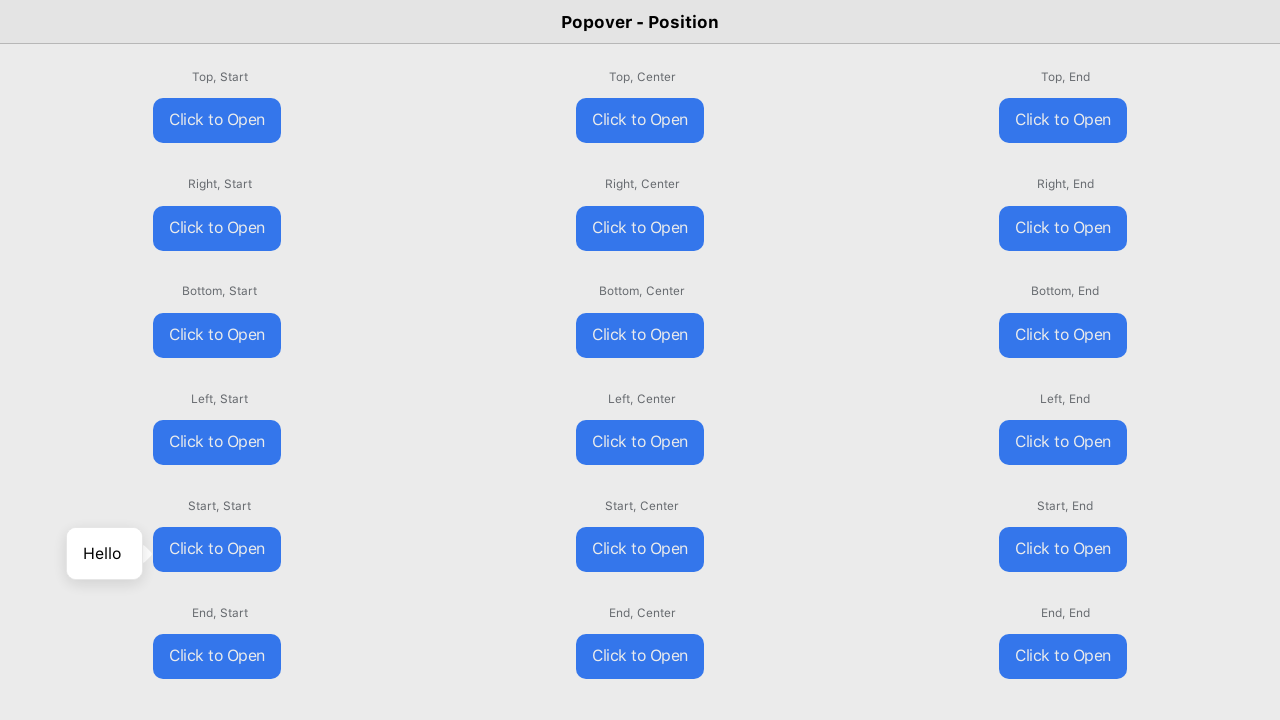 Popover - Position
Top, Start
Top, Center
Top, End
Click to Open
Click to Open
Click to Open
Right, Start
Right, Center
Right, End
Click to Open
Click to Open
Click to Open
Bottom, Start
Bottom, Center
Bottom, End
Click to Open
Click to Open
Click to Open
Left, Start
Left, Center
Left, End
Click to Open
Click to Open
Click to Open
Start, Start
Start, Center
Start, End
Hello
Click to Open
Click to Open
Click to Open
End, Start
End, Center
End, End
Click to Open
Click to Open
Click to Open